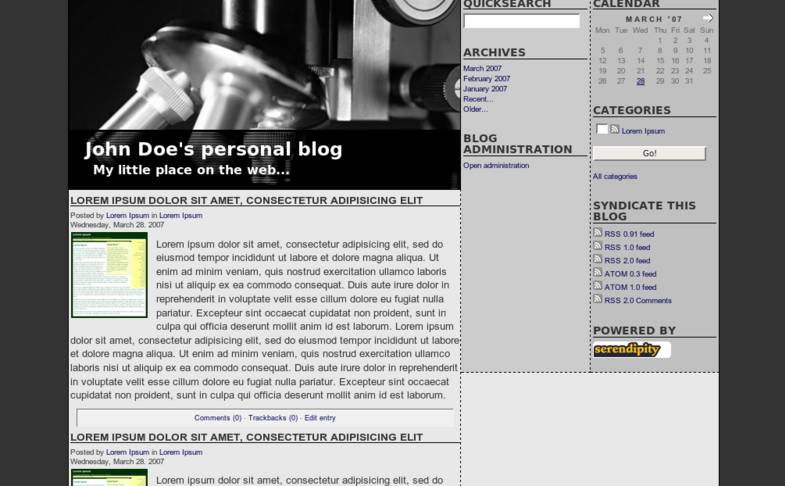 John Doe's personal blog
My little place on the web...
LOREM IPSUM DOLOR SIT AMET, CONSECTETUR ADIPISICING ELIT
Posted by Lorem Ipsum in Lorem Ipsum
Wednesday, March 28. 2007
Lorem ipsum dolor sit amet, consectetur adipisicing elit, sed do
eiusmod tempor incididunt ut labore et dolore magna aliqua. Ut
enim ad minim veniam, quis nostrud exercitation ullamco laboris
nisi ut aliquip ex ea commodo consequat. Duis aute irure dolor in
reprehenderit in voluptate velit esse cillum dolore eu fugiat nulla
pariatur. Excepteur sint occaecat cupidatat non proident, sunt in
culpa qui officia deserunt mollit anim id est laborum. Lorem ipsum
dolor sit amet, consectetur adipisicing elit, sed do eiusmod tempor incididunt ut labore
et dolore magna aliqua. Ut enim ad minim veniam, quis nostrud exercitation ullamco
laboris nisi ut aliquip ex ea commodo consequat. Duis aute irure dolor in reprehenderit
in voluptate velit esse cillum dolore eu fugiat nulla pariatur. Excepteur sint occaecat
cupidatat non proident, sunt in culpa qui officia deserunt mollit anim id est laborum.
Comments (0) · Trackbacks (0) · Edit entry
LOREM IPSUM DOLOR SIT AMET, CONSECTETUR ADIPISICING ELIT
Posted by Lorem Ipsum in Lorem Ipsum
Wednesday, March 28. 2007
Lorem ipsum dolor sit amet, consectetur adipisicing elit, sed do
QUICKSEARCH
ARCHIVES
March 2007
February 2007
January 2007
Recent...
Older...
BLOG
ADMINISTRATION
Open administration
CALENDAR
MARCH '07
Mon Tue Wed Thu Fri Sat Sun
1 2 3 4
5 6 7 8 9 10 11
12 13 14 15 16 17 18
19 20 21 22 23 24 25
26 27 28 29 30 31
CATEGORIES
Lorem Ipsum
Go!
All categories
SYNDICATE THIS
BLOG
RSS 0.91 feed
RSS 1.0 feed
RSS 2.0 feed
ATOM 0.3 feed
ATOM 1.0 feed
RSS 2.0 Comments
POWERED BY
serendipity